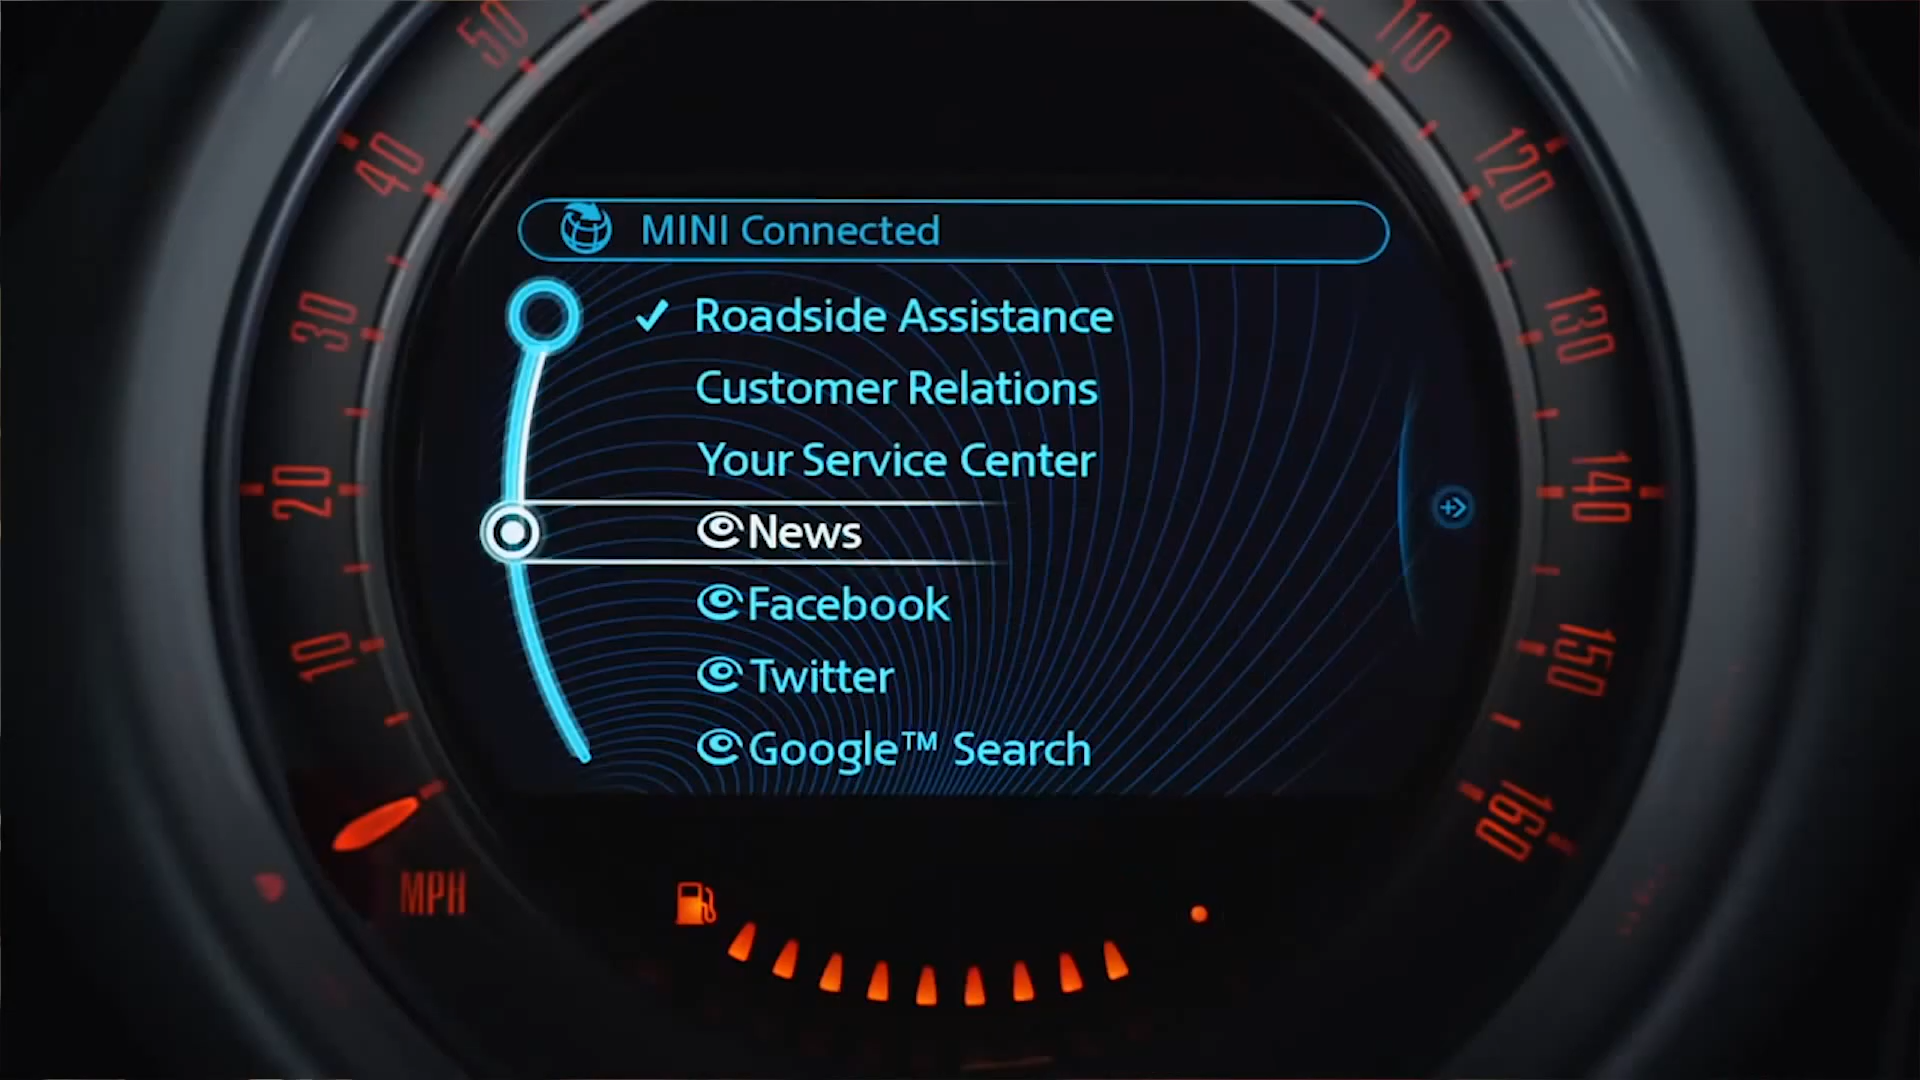 MINI Connected
✓ Roadside Assistance
Customer Relations
Your Service Center
News
Facebook
Twitter
Google™ Search
50
40
30
20
10
MPH
110
120
130
140
150
160